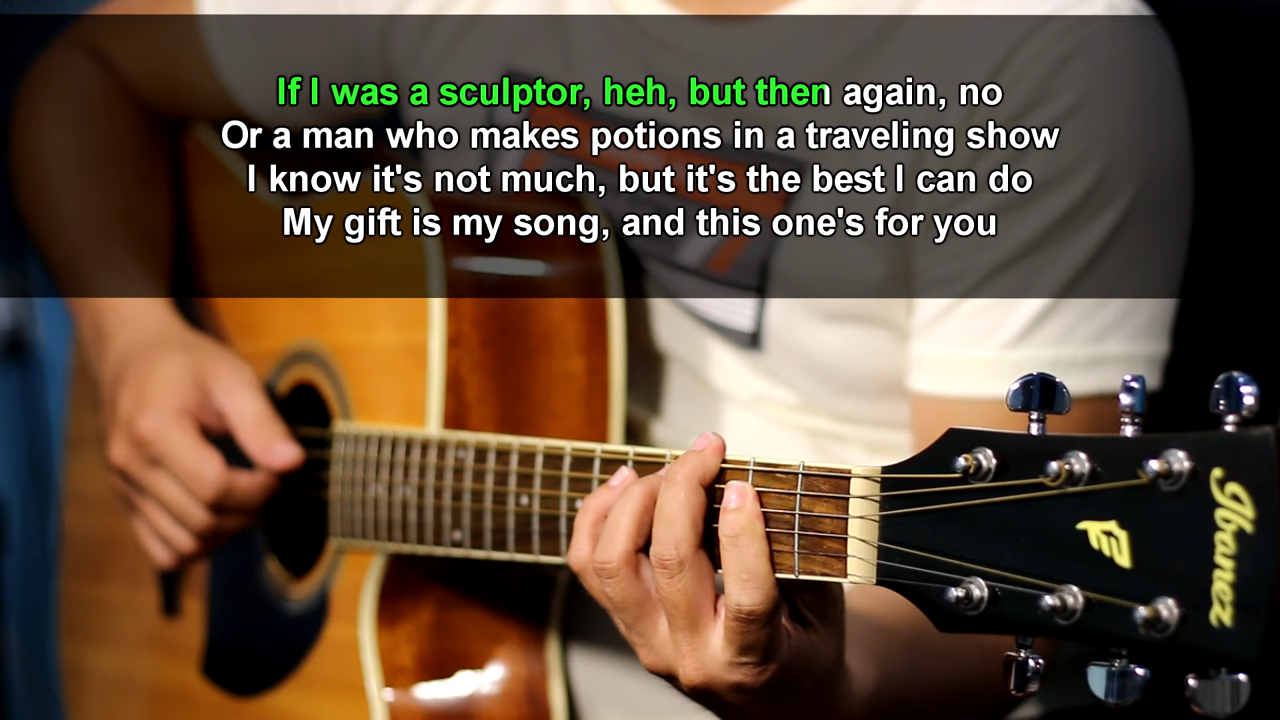 If I was a sculptor, heh, but then again, no
Or a man who makes potions in a traveling show
I know it's not much, but it's the best I can do
My gift is my song, and this one's for you
Ibanez